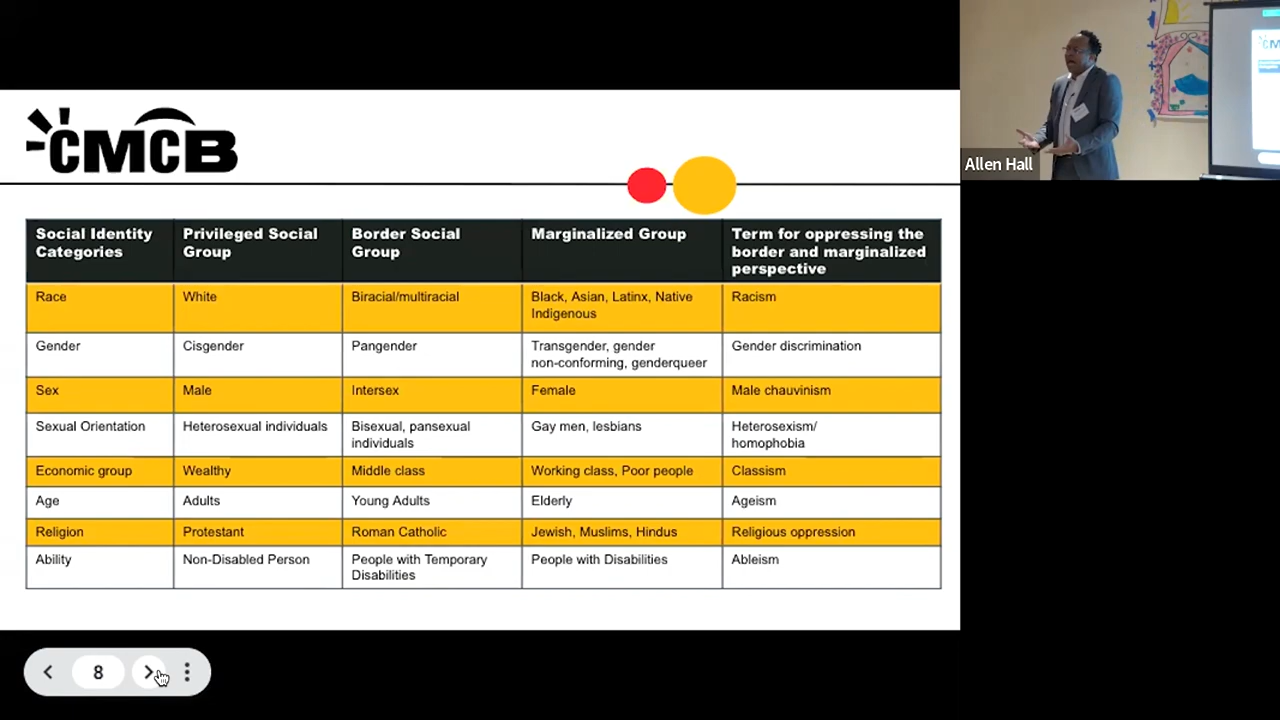 CMCB
Allen Hall
Social Identity Categories | Privileged Social Group | Border Social Group | Marginalized Group | Term for oppressing the border and marginalized perspective
Race | White | Biracial/multiracial | Black, Asian, Latinx, Native Indigenous | Racism
Gender | Cisgender | Pangender | Transgender, gender non-conforming, genderqueer | Gender discrimination
Sex | Male | Intersex | Female | Male chauvinism
Sexual Orientation | Heterosexual individuals | Bisexual, pansexual individuals | Gay men, lesbians | Heterosexism/ homophobia
Economic group | Wealthy | Middle class | Working class, Poor people | Classism
Age | Adults | Young Adults | Elderly | Ageism
Religion | Protestant | Roman Catholic | Jewish, Muslims, Hindus | Religious oppression
Ability | Non-Disabled Person | People with Temporary Disabilities | People with Disabilities | Ableism
8